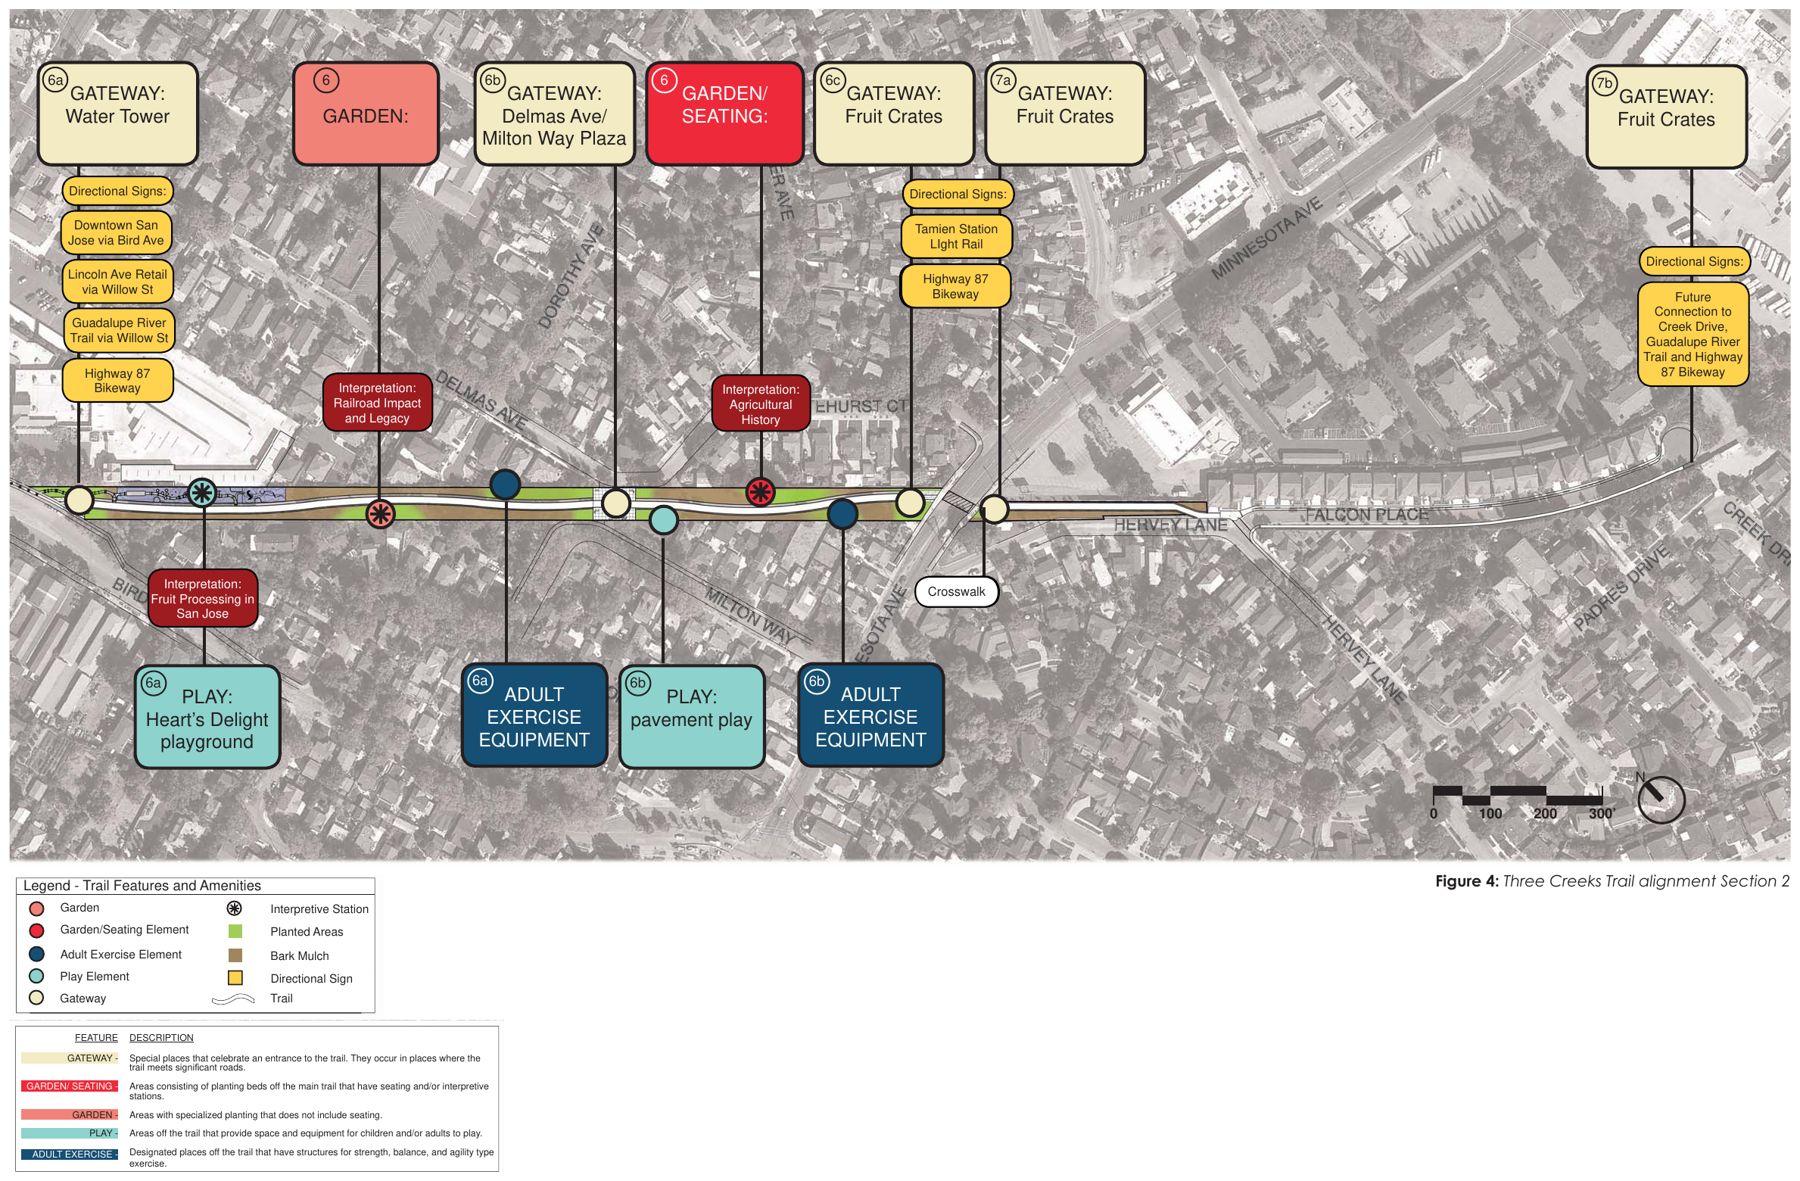 6a
GATEWAY:
Water Tower
6
GARDEN:
6b
GATEWAY:
Delmas Ave/
Milton Way Plaza
6
GARDEN/
SEATING:
6c
GATEWAY:
Fruit Crates
7a
GATEWAY:
Fruit Crates
7b
GATEWAY:
Fruit Crates
Directional Signs:
Downtown San
Jose via Bird Ave
Lincoln Ave Retail
via Willow St
Guadalupe River
Trail via Willow St
Highway 87
Bikeway
Directional Signs:
Tamien Station
LIght Rail
Highway 87
Bikeway
Directional Signs:
Future
Connection to
Creek Drive,
Guadalupe River
Trail and Highway
87 Bikeway
ER AVE
DOROTHY AVE
MINNESOTA AVE
DELMAS AVE
TEHURST CT
Interpretation:
Railroad Impact
and Legacy
Interpretation:
Agricultural
History
HERVEY LANE
FALCON PLACE
CREEK DR
PADRES DRIVE
HERVEY LANE
BIRD
MILTON WAY
ESOTA AVE
Crosswalk
Interpretation:
Fruit Processing in
San Jose
6a
PLAY:
Heart's Delight
playground
6a
ADULT
EXERCISE
EQUIPMENT
6b
PLAY:
pavement play
6b
ADULT
EXERCISE
EQUIPMENT
N
0 100 200 300'
Figure 4: Three Creeks Trail alignment Section 2
Legend - Trail Features and Amenities
Garden
Garden/Seating Element
Adult Exercise Element
Play Element
Gateway
Interpretive Station
Planted Areas
Bark Mulch
Directional Sign
Trail
FEATURE DESCRIPTION
GATEWAY - Special places that celebrate an entrance to the trail. They occur in places where the
trail meets significant roads.
GARDEN/ SEATING - Areas consisting of planting beds off the main trail that have seating and/or interpretive
stations.
GARDEN - Areas with specialized planting that does not include seating.
PLAY - Areas off the trail that provide space and equipment for children and/or adults to play.
ADULT EXERCISE - Designated places off the trail that have structures for strength, balance, and agility type
exercise.